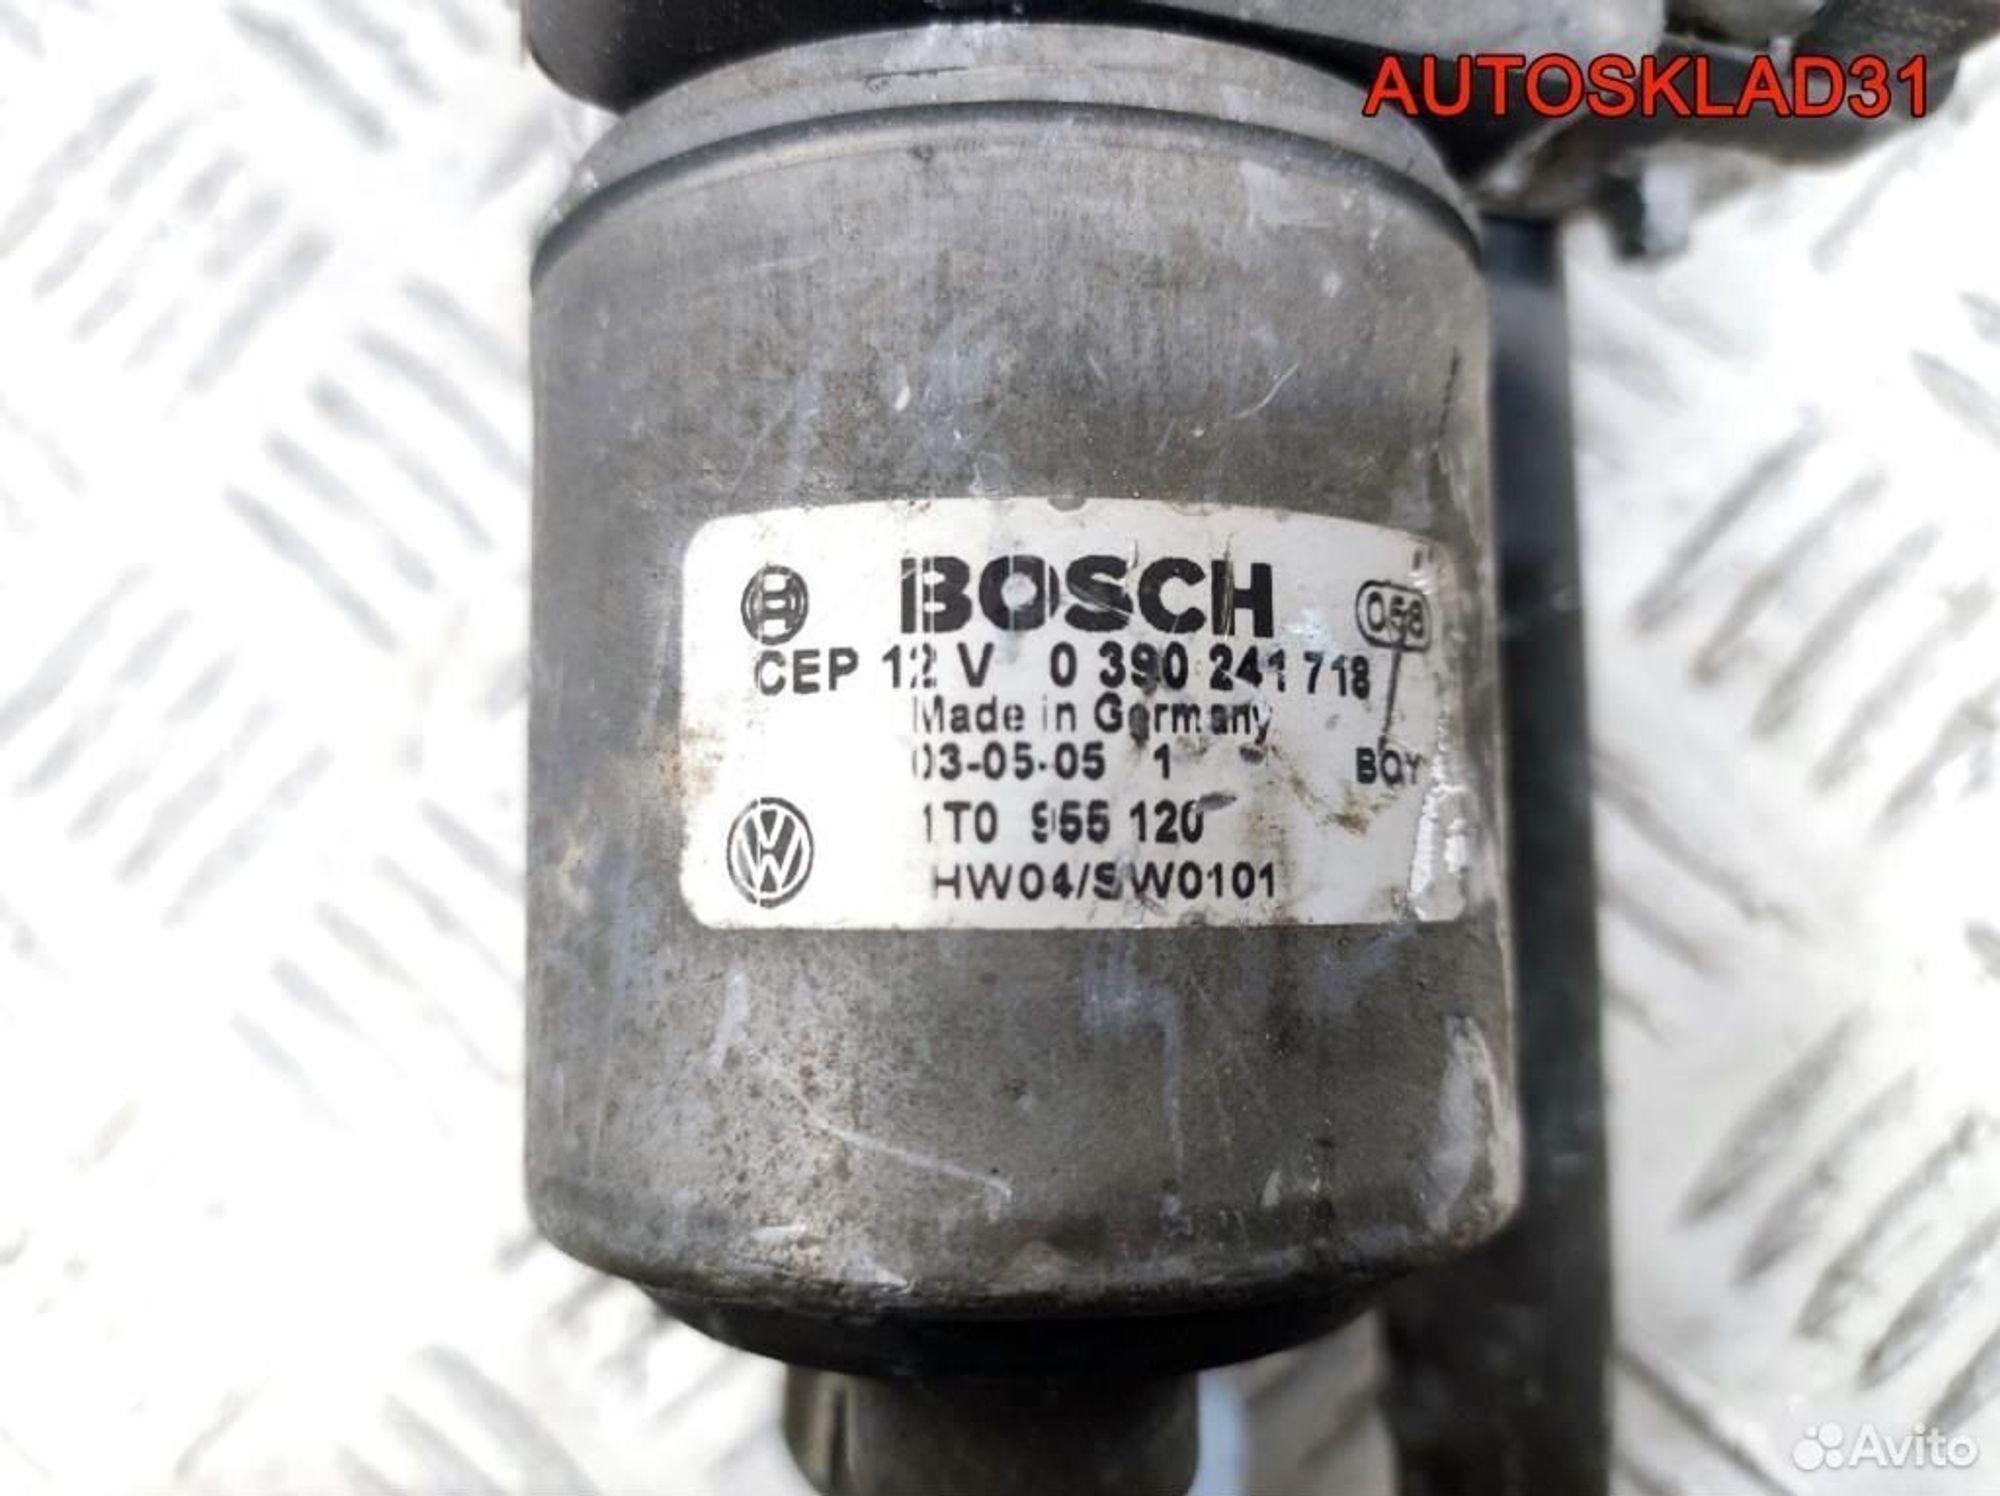 AUTOSKLAD31
BOSCH 058
CEP 12 V 0 390 241 718
Made in Germany
03-05-05 1 BQY
1T0 955 120
HW04/SW0101
Avito